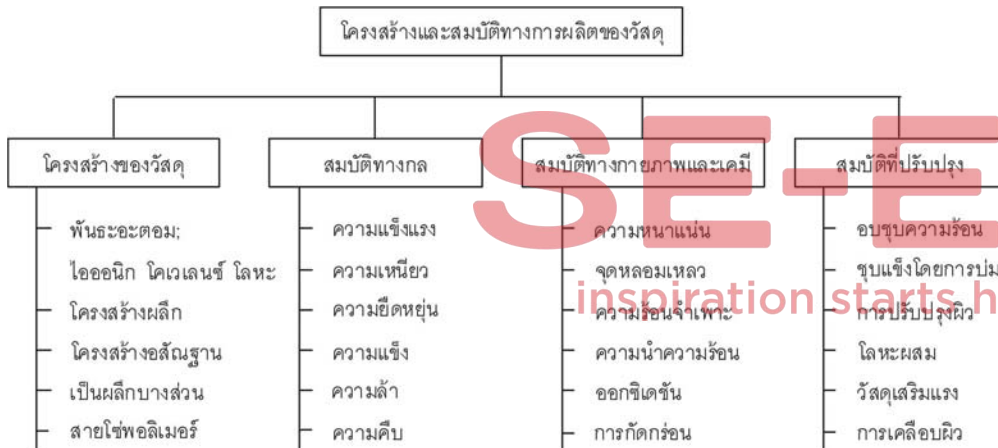 โครงสร้างและสมบัติทางการผลิตของวัสดุ
โครงสร้างของวัสดุ
พันธะอะตอม;
ไอออนิก โคเวเลนซ์ โลหะ
โครงสร้างผลึก
โครงสร้างอสัณฐาน
เป็นผลึกบางส่วน
สายโซ่พอลิเมอร์
สมบัติทางกล
ความแข็งแรง
ความเหนียว
ความยืดหยุ่น
ความแข็ง
ความล้า
ความคืบ
สมบัติทางกายภาพและเคมี
ความหนาแน่น
จุดหลอมเหลว
ความร้อนจำเพาะ
ความนำความร้อน
ออกซิเดชัน
การกัดกร่อน
สมบัติที่ปรับปรุง
อบชุบความร้อน
ชุบแข็งโดยการบ่ม
การปรับปรุงผิว
โลหะผสม
วัสดุเสริมแรง
การเคลือบผิว
SE-E
inspiration starts h